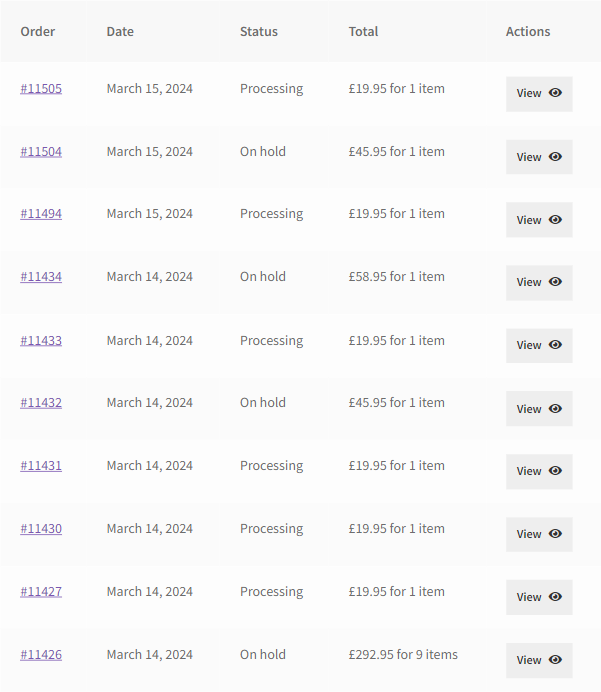 Order Date Status Total Actions
#11505 March 15, 2024 Processing £19.95 for 1 item View
#11504 March 15, 2024 On hold £45.95 for 1 item View
#11494 March 15, 2024 Processing £19.95 for 1 item View
#11434 March 14, 2024 On hold £58.95 for 1 item View
#11433 March 14, 2024 Processing £19.95 for 1 item View
#11432 March 14, 2024 On hold £45.95 for 1 item View
#11431 March 14, 2024 Processing £19.95 for 1 item View
#11430 March 14, 2024 Processing £19.95 for 1 item View
#11427 March 14, 2024 Processing £19.95 for 1 item View
#11426 March 14, 2024 On hold £292.95 for 9 items View